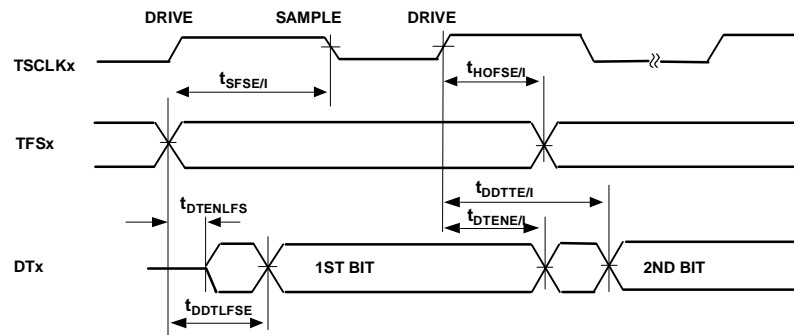 DRIVE SAMPLE DRIVE
TSCLKx
tSFSE/I
tHOFSE/I
TFSx
tDDTTE/I
tDTENLFS
tDTENE/I
DTx
1ST BIT
2ND BIT
tDDTLFSE